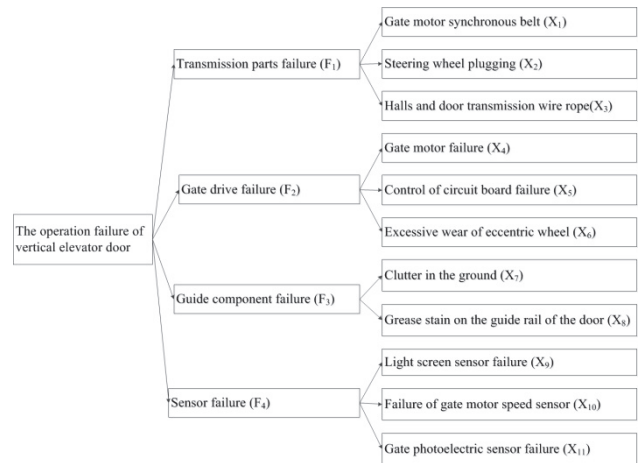 The operation failure of
vertical elevator door
Transmission parts failure (F₁)
Gate motor synchronous belt (X₁)
Steering wheel plugging (X₂)
Halls and door transmission wire rope(X₃)
Gate drive failure (F₂)
Gate motor failure (X₄)
Control of circuit board failure (X₅)
Excessive wear of eccentric wheel (X₆)
Guide component failure (F₃)
Clutter in the ground (X₇)
Grease stain on the guide rail of the door (X₈)
Sensor failure (F₄)
Light screen sensor failure (X₉)
Failure of gate motor speed sensor (X₁₀)
Gate photoelectric sensor failure (X₁₁)